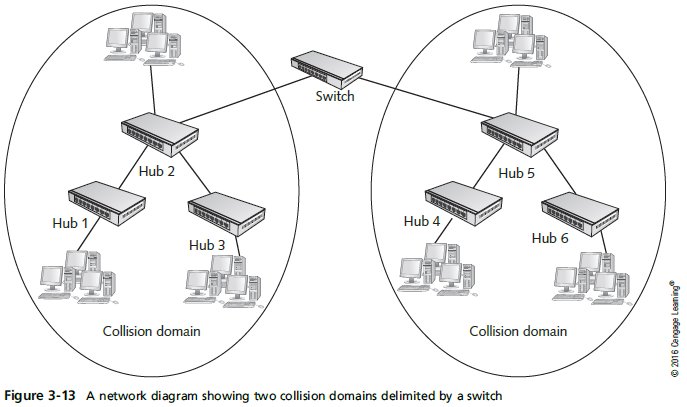 Switch
Hub 2
Hub 5
Hub 1
Hub 3
Hub 4
Hub 6
Collision domain
Collision domain
© 2016 Cengage Learning®
Figure 3-13 A network diagram showing two collision domains delimited by a switch